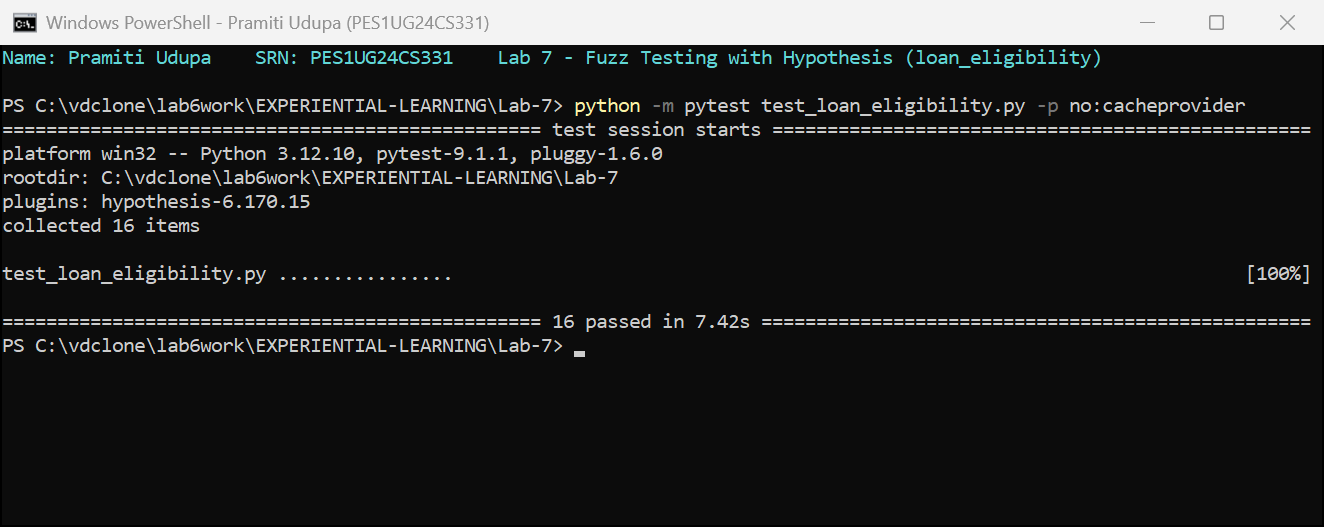 Windows PowerShell - Pramiti Udupa (PES1UG24CS331)
Name: Pramiti Udupa    SRN: PES1UG24CS331    Lab 7 - Fuzz Testing with Hypothesis (loan_eligibility)
PS C:\vdclone\lab6work\EXPERIENTIAL-LEARNING\Lab-7> python -m pytest test_loan_eligibility.py -p no:cacheprovider
================================================= test session starts =================================================
platform win32 -- Python 3.12.10, pytest-9.1.1, pluggy-1.6.0
rootdir: C:\vdclone\lab6work\EXPERIENTIAL-LEARNING\Lab-7
plugins: hypothesis-6.170.15
collected 16 items
test_loan_eligibility.py ................                                                                        [100%]
================================================= 16 passed in 7.42s ==================================================
PS C:\vdclone\lab6work\EXPERIENTIAL-LEARNING\Lab-7>